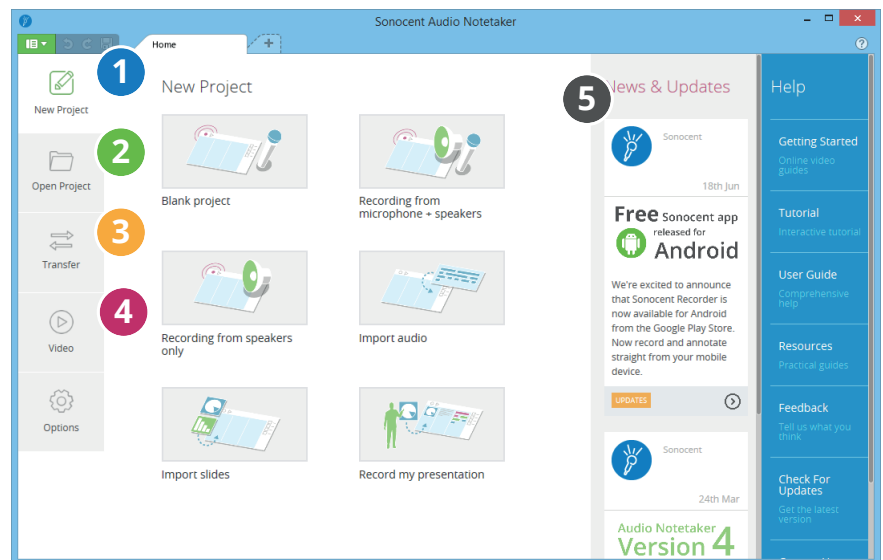 Sonocent Audio Notetaker
Home
+
?
1
New Project
2
Open Project
3
Transfer
4
Video
Options
New Project
Blank project
Recording from
microphone + speakers
Recording from speakers
only
Import audio
Import slides
Record my presentation
5
News & Updates
Sonocent
18th Jun
Free Sonocent app
released for
Android
We're excited to announce
that Sonocent Recorder is
now available for Android
from the Google Play Store.
Now record and annotate
straight from your mobile
device.
UPDATES
Sonocent
24th Mar
Audio Notetaker
Version 4
Help
Getting Started
Online video
guides
Tutorial
Interactive tutorial
User Guide
Comprehensive
help
Resources
Practical guides
Feedback
Tell us what you
think
Check For
Updates
Get the latest
version